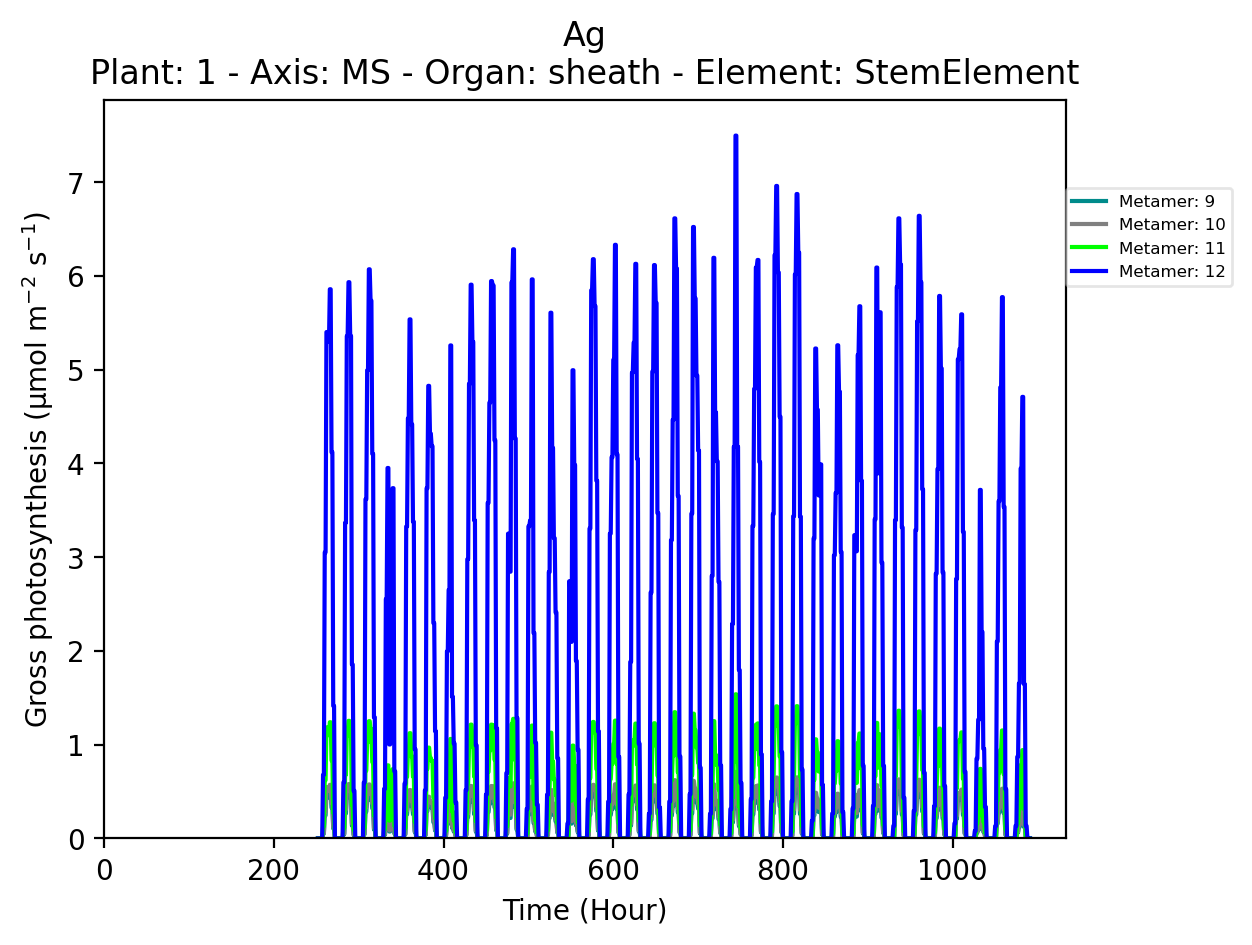 Ag
Plant: 1 - Axis: MS - Organ: sheath - Element: StemElement
Gross photosynthesis (µmol m⁻² s⁻¹)
7
6
5
4
3
2
1
0
0 200 400 600 800 1000
Time (Hour)
Metamer: 9
Metamer: 10
Metamer: 11
Metamer: 12